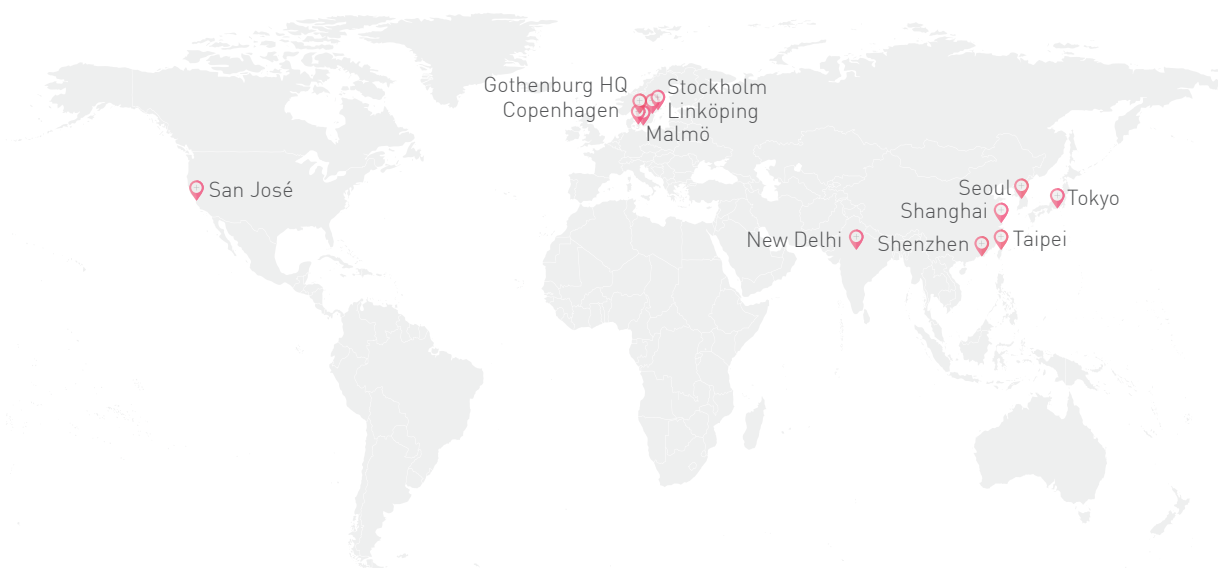 Gothenburg HQ
Stockholm
Copenhagen
Linköping
Malmö
San José
Seoul
Tokyo
Shanghai
New Delhi
Shenzhen
Taipei